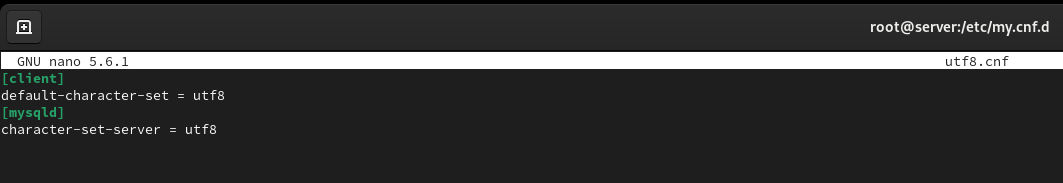 root@server:/etc/my.cnf.d
GNU nano 5.6.1 utf8.cnf
[client]
default-character-set = utf8
[mysqld]
character-set-server = utf8